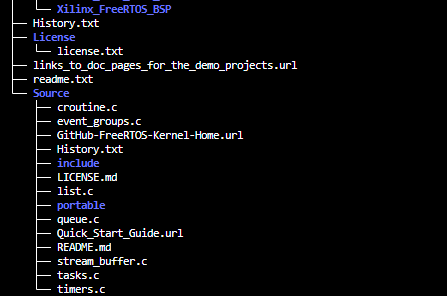 Xilinx_FreeRTOS_BSP
History.txt
License
license.txt
links_to_doc_pages_for_the_demo_projects.url
readme.txt
Source
croutine.c
event_groups.c
GitHub-FreeRTOS-Kernel-Home.url
History.txt
include
LICENSE.md
list.c
portable
queue.c
Quick_Start_Guide.url
README.md
stream_buffer.c
tasks.c
timers.c